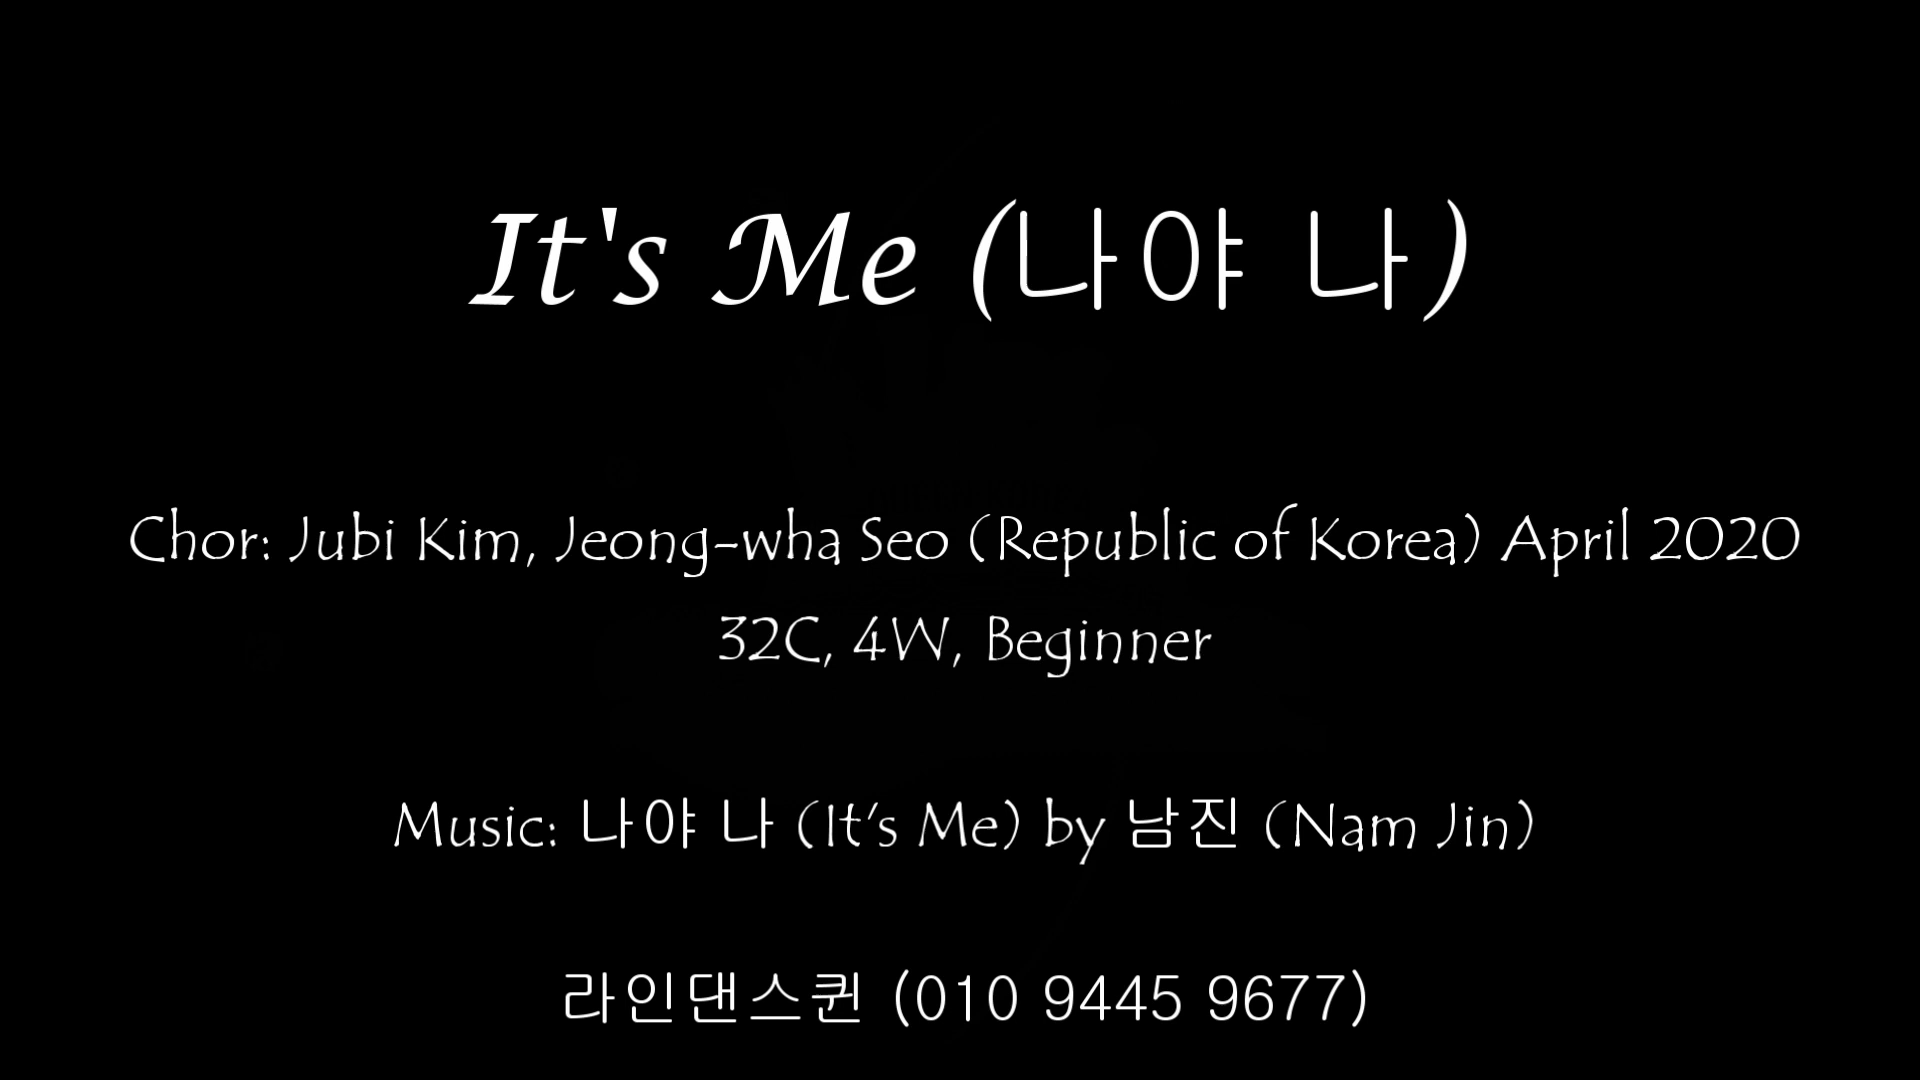 It's Me (나야 나)
Chor: Jubi Kim, Jeong-wha Seo (Republic of Korea) April 2020
32C, 4W, Beginner
Music: 나야 나 (It's Me) by 남진 (Nam Jin)
라인댄스퀸 (010 9445 9677)